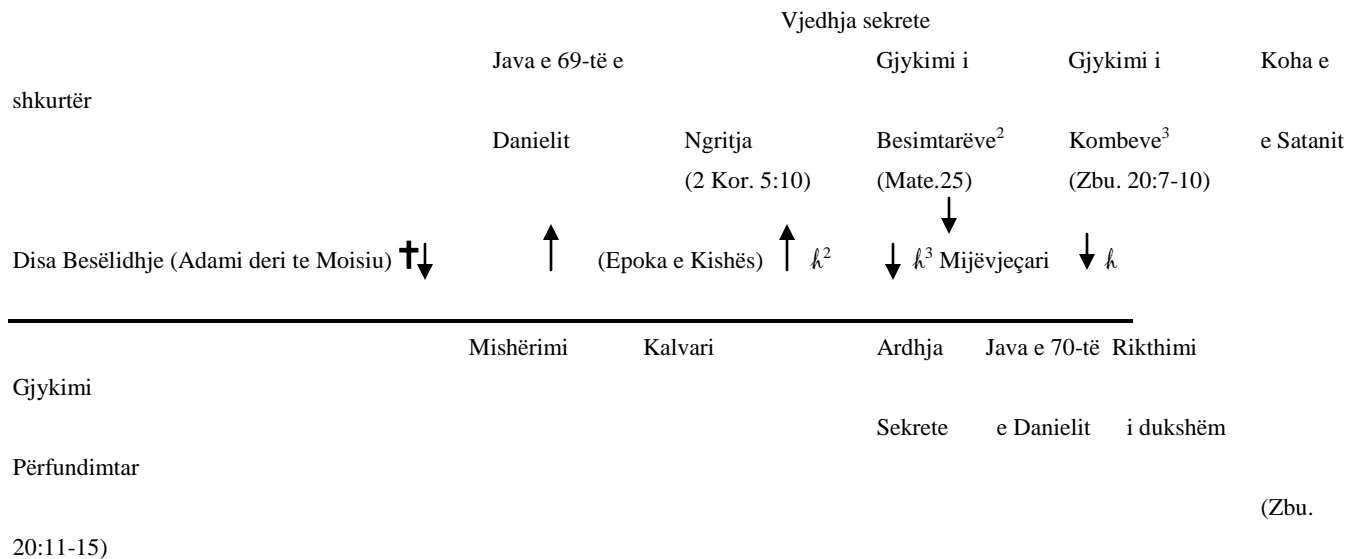 Vjedhja sekrete
Java e 69-të e Gjykimi i Gjykimi i Koha e
shkurtër
Danielit Ngritja Besimtarëve² Kombeve³ e Satanit
(2 Kor. 5:10) (Mate.25) (Zbu. 20:7-10)
Disa Besëlidhje (Adami deri te Moisiu) ✝↓ ↑ (Epoka e Kishës) ↑ h² ↓ h³ Mijëvjeçari ↓ h
Mishërimi Kalvari Ardhja Java e 70-të Rikthimi
Gjykimi
Sekrete e Danielit i dukshëm
Përfundimtar
(Zbu.
20:11-15)